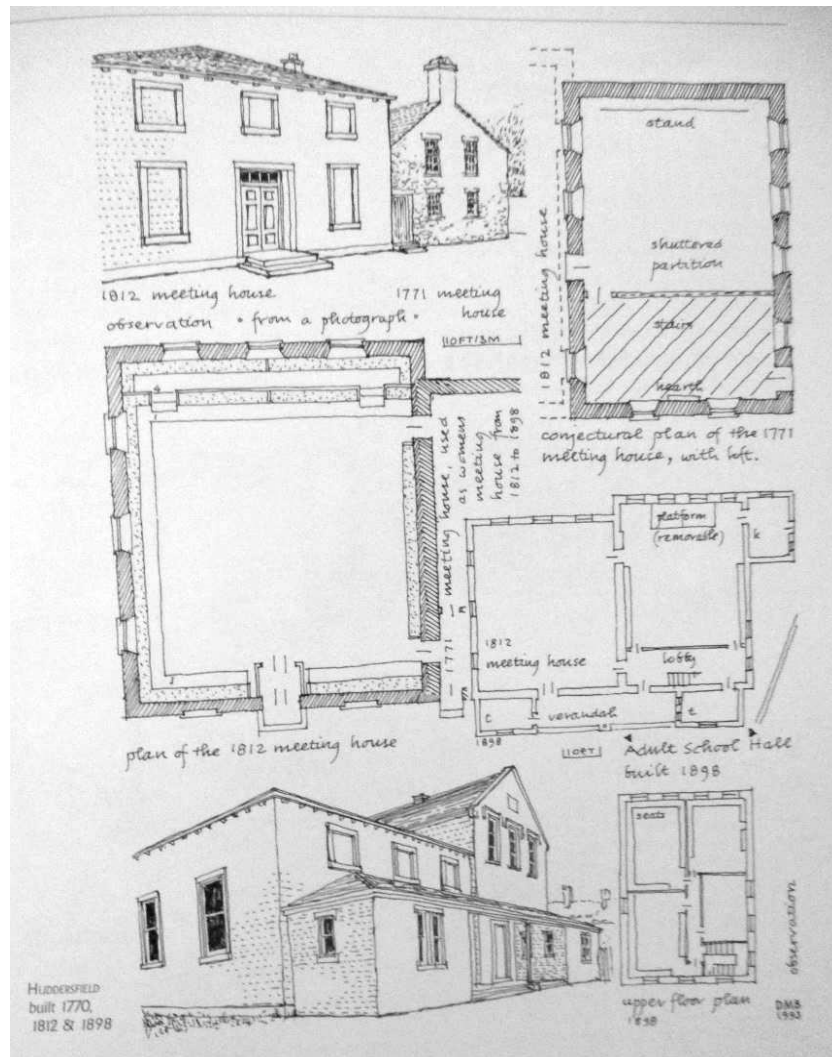 stand
1812 meeting house
shuttered
partition
stairs
hearth
1812 meeting house
1771 meeting
house
observation • from a photograph •
10FT/3M
conjectural plan of the 1771
meeting house, with loft.
1771 meeting house, used
as womens
meeting
house from
1812 to 1898
platform
(removable)
k
1812
meeting house
lobby
t
verandah
t
1898
plan of the 1812 meeting house
10FT
Adult School Hall
built 1898
seats
observation
HUDDERSFIELD
built 1770,
1812 & 1898
upper floor plan
1898
DMB
1993